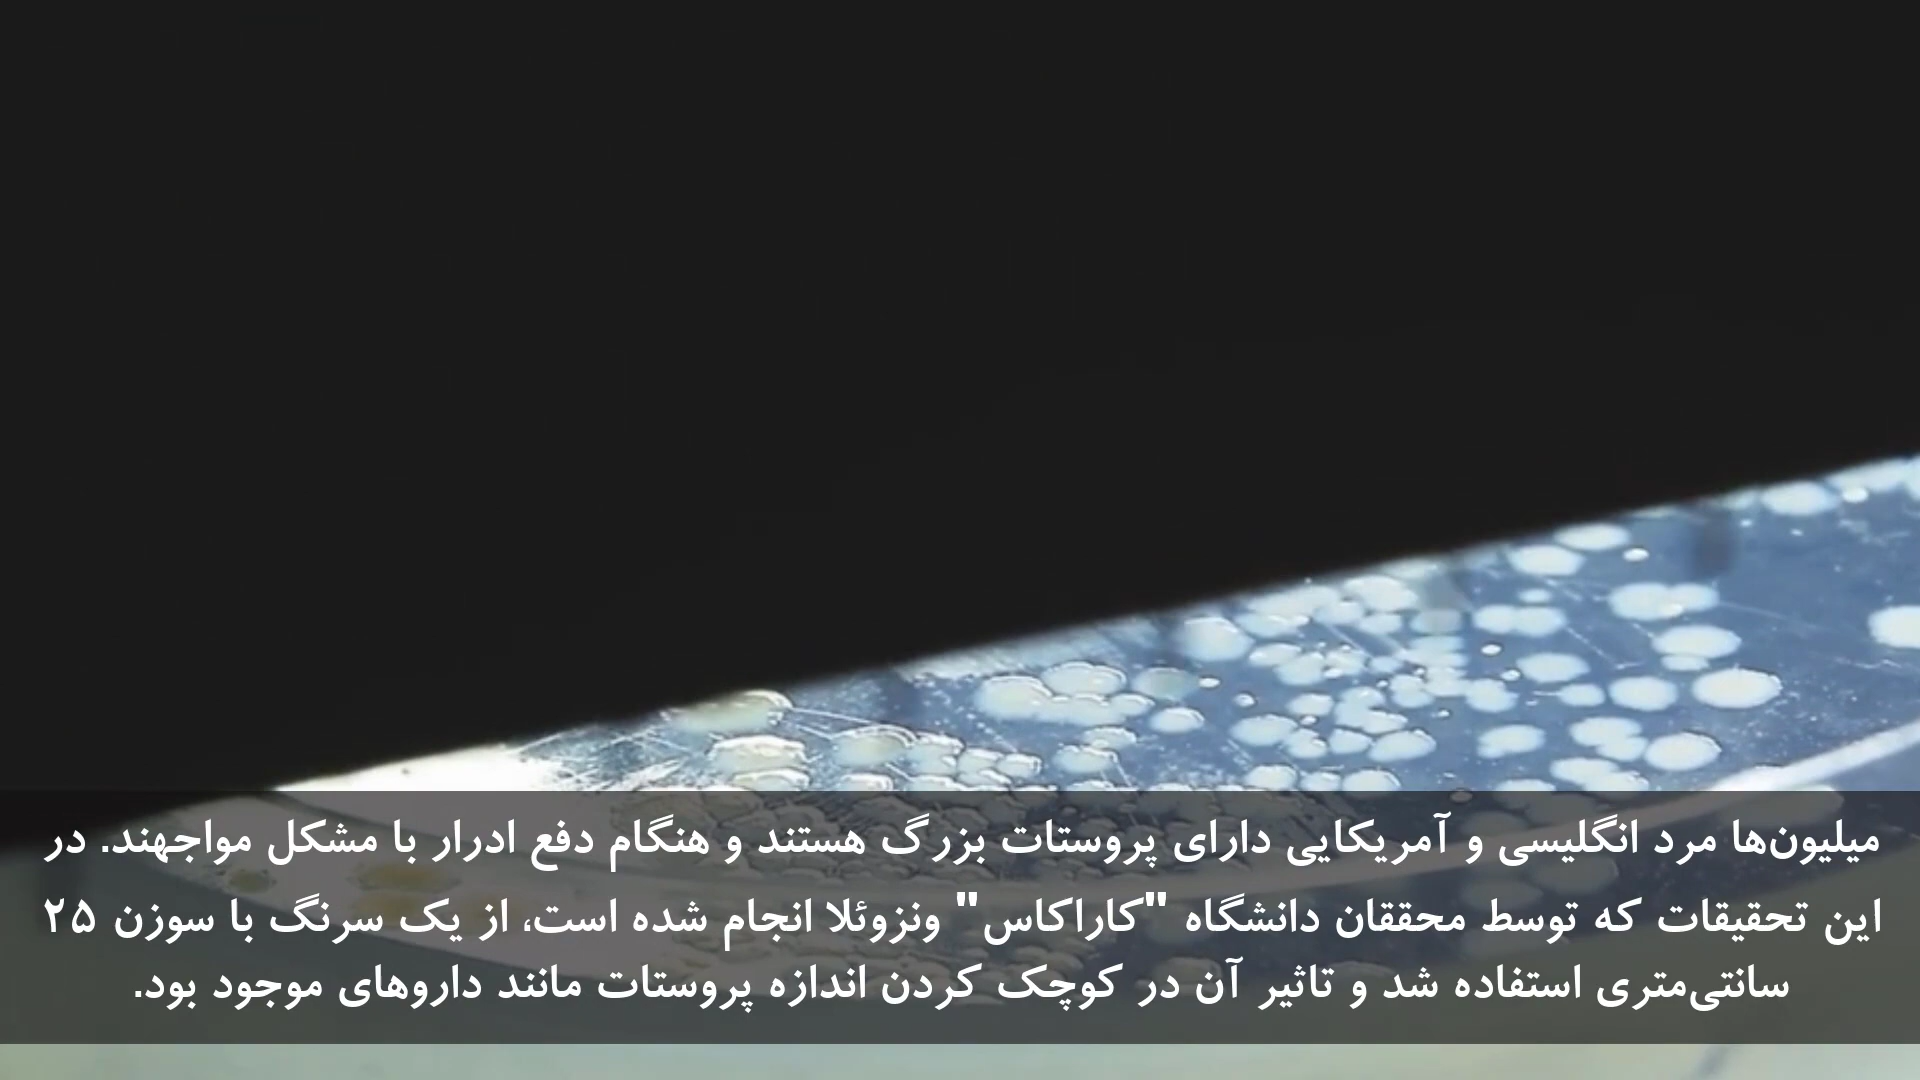 میلیون‌ها مرد انگلیسی و آمریکایی دارای پروستات بزرگ هستند و هنگام دفع ادرار با مشکل مواجهند. در
این تحقیقات که توسط محققان دانشگاه "کاراکاس" ونزوئلا انجام شده است، از یک سرنگ با سوزن ۲۵
سانتی‌متری استفاده شد و تاثیر آن در کوچک کردن اندازه پروستات مانند داروهای موجود بود.